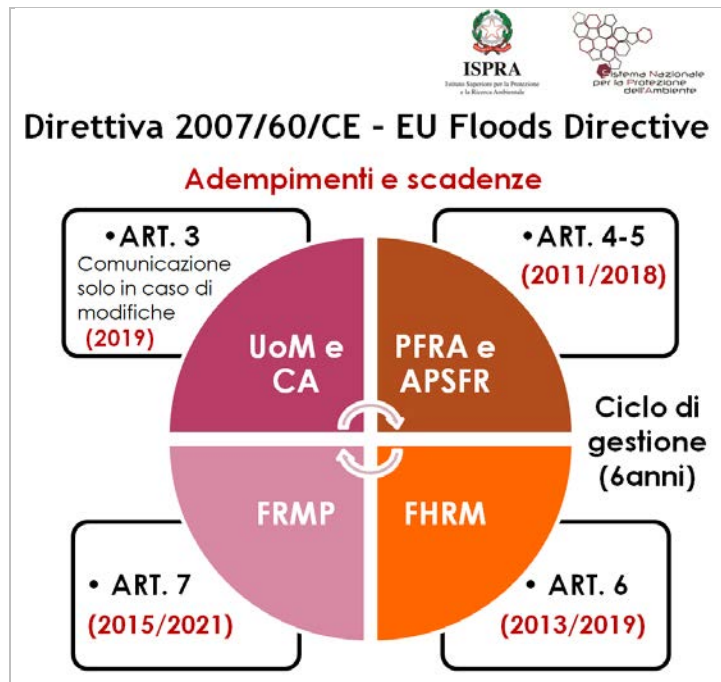 ISPRA
Istituto Superiore per la Protezione
e la Ricerca Ambientale
Sistema Nazionale
per la Protezione
dell'Ambiente
Direttiva 2007/60/CE - EU Floods Directive
Adempimenti e scadenze
•ART. 3
Comunicazione
solo in caso di
modifiche
(2019)
•ART. 4-5
(2011/2018)
UoM e
CA
PFRA e
APSFR
Ciclo di
gestione
(6anni)
FRMP
FHRM
• ART. 7
(2015/2021)
• ART. 6
(2013/2019)